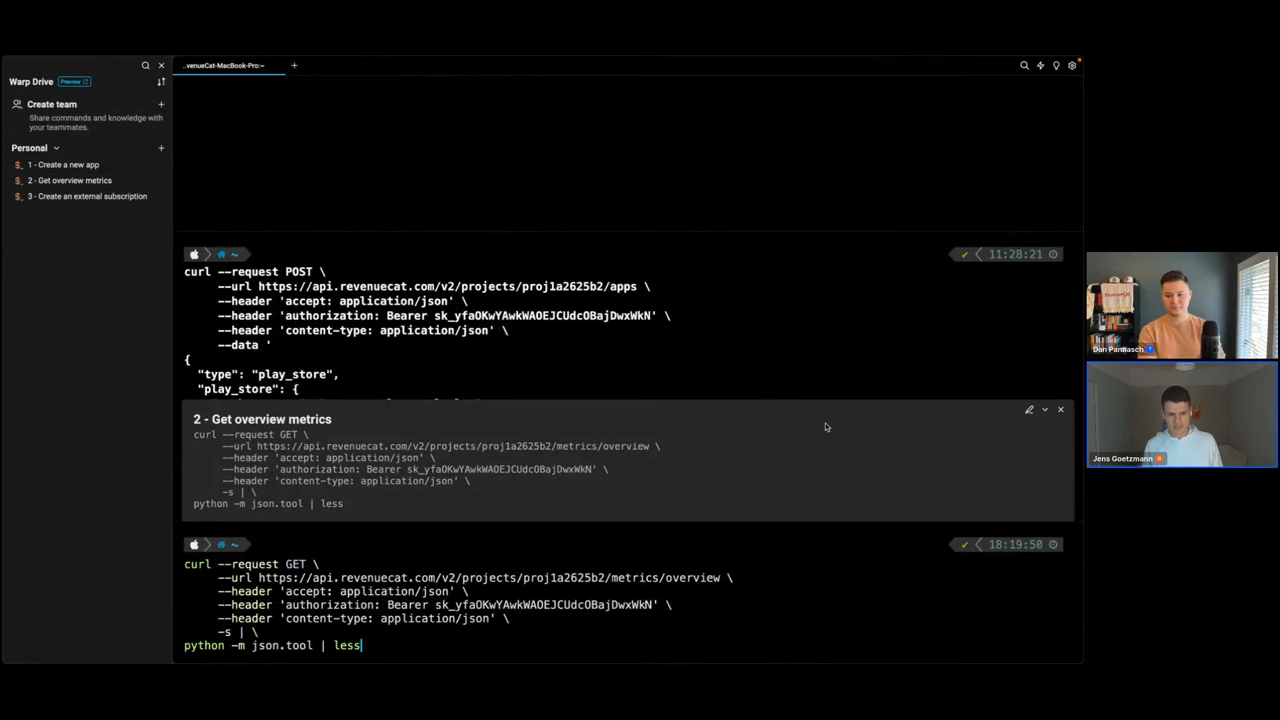 ..venueCat-MacBook-Pro:~
Warp Drive
Preview
Create team
Share commands and knowledge with
your teammates.
Personal
1 - Create a new app
2 - Get overview metrics
3 - Create an external subscription
~
11:28:21
curl --request POST \
--url https://api.revenuecat.com/v2/projects/proj1a2625b2/apps \
--header 'accept: application/json' \
--header 'authorization: Bearer sk_yfaOKwYAwkWAOEJCUdcOBajDwxWkN' \
--header 'content-type: application/json' \
--data '
{
"type": "play_store",
"play_store": {
2 - Get overview metrics
curl --request GET \
--url https://api.revenuecat.com/v2/projects/proj1a2625b2/metrics/overview \
--header 'accept: application/json' \
--header 'authorization: Bearer sk_yfaOKwYAwkWAOEJCUdcOBajDwxWkN' \
--header 'content-type: application/json' \
-s | \
python -m json.tool | less
~
18:19:50
curl --request GET \
--url https://api.revenuecat.com/v2/projects/proj1a2625b2/metrics/overview \
--header 'accept: application/json' \
--header 'authorization: Bearer sk_yfaOKwYAwkWAOEJCUdcOBajDwxWkN' \
--header 'content-type: application/json' \
-s | \
python -m json.tool | less
Dan Pannasch
Jens Goetzmann